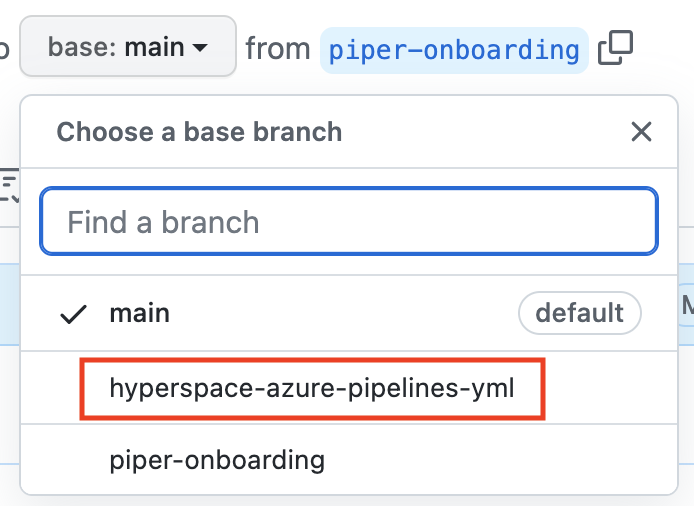 base: main from piper-onboarding
Choose a base branch
Find a branch
main default
hyperspace-azure-pipelines-yml
piper-onboarding